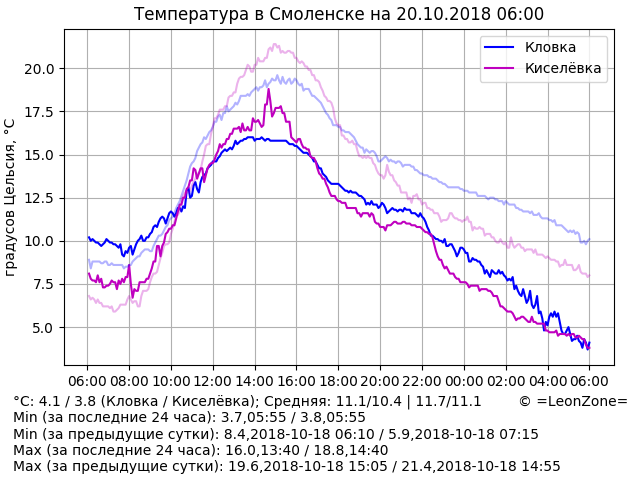 Температура в Смоленске на 20.10.2018 06:00
Кловка
Киселёвка
градусов Цельсия, °C
20.0
17.5
15.0
12.5
10.0
7.5
5.0
06:00 08:00 10:00 12:00 14:00 16:00 18:00 20:00 22:00 00:00 02:00 04:00 06:00
°C: 4.1 / 3.8 (Кловка / Киселёвка); Средняя: 11.1/10.4 | 11.7/11.1 © =LeonZone=
Min (за последние 24 часа): 3.7,05:55 / 3.8,05:55
Min (за предыдущие сутки): 8.4,2018-10-18 06:10 / 5.9,2018-10-18 07:15
Max (за последние 24 часа): 16.0,13:40 / 18.8,14:40
Max (за предыдущие сутки): 19.6,2018-10-18 15:05 / 21.4,2018-10-18 14:55